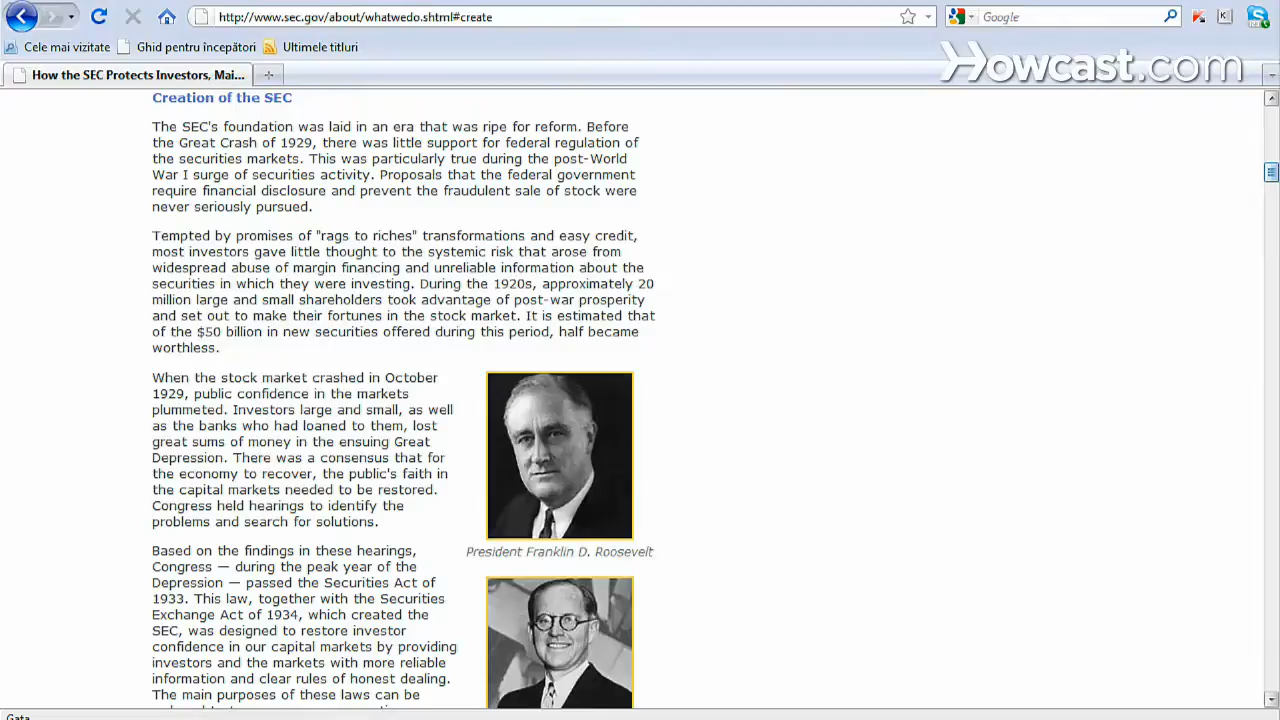 http://www.sec.gov/about/whatwedo.shtml#create
Google
Cele mai vizitate
Ghid pentru începători
Ultimele titluri
How the SEC Protects Investors, Mai...
Howcast.com
Creation of the SEC
The SEC's foundation was laid in an era that was ripe for reform. Before
the Great Crash of 1929, there was little support for federal regulation of
the securities markets. This was particularly true during the post-World
War I surge of securities activity. Proposals that the federal government
require financial disclosure and prevent the fraudulent sale of stock were
never seriously pursued.
Tempted by promises of "rags to riches" transformations and easy credit,
most investors gave little thought to the systemic risk that arose from
widespread abuse of margin financing and unreliable information about the
securities in which they were investing. During the 1920s, approximately 20
million large and small shareholders took advantage of post-war prosperity
and set out to make their fortunes in the stock market. It is estimated that
of the $50 billion in new securities offered during this period, half became
worthless.
When the stock market crashed in October
1929, public confidence in the markets
plummeted. Investors large and small, as well
as the banks who had loaned to them, lost
great sums of money in the ensuing Great
Depression. There was a consensus that for
the economy to recover, the public's faith in
the capital markets needed to be restored.
Congress held hearings to identify the
problems and search for solutions.
President Franklin D. Roosevelt
Based on the findings in these hearings,
Congress — during the peak year of the
Depression — passed the Securities Act of
1933. This law, together with the Securities
Exchange Act of 1934, which created the
SEC, was designed to restore investor
confidence in our capital markets by providing
investors and the markets with more reliable
information and clear rules of honest dealing.
The main purposes of these laws can be